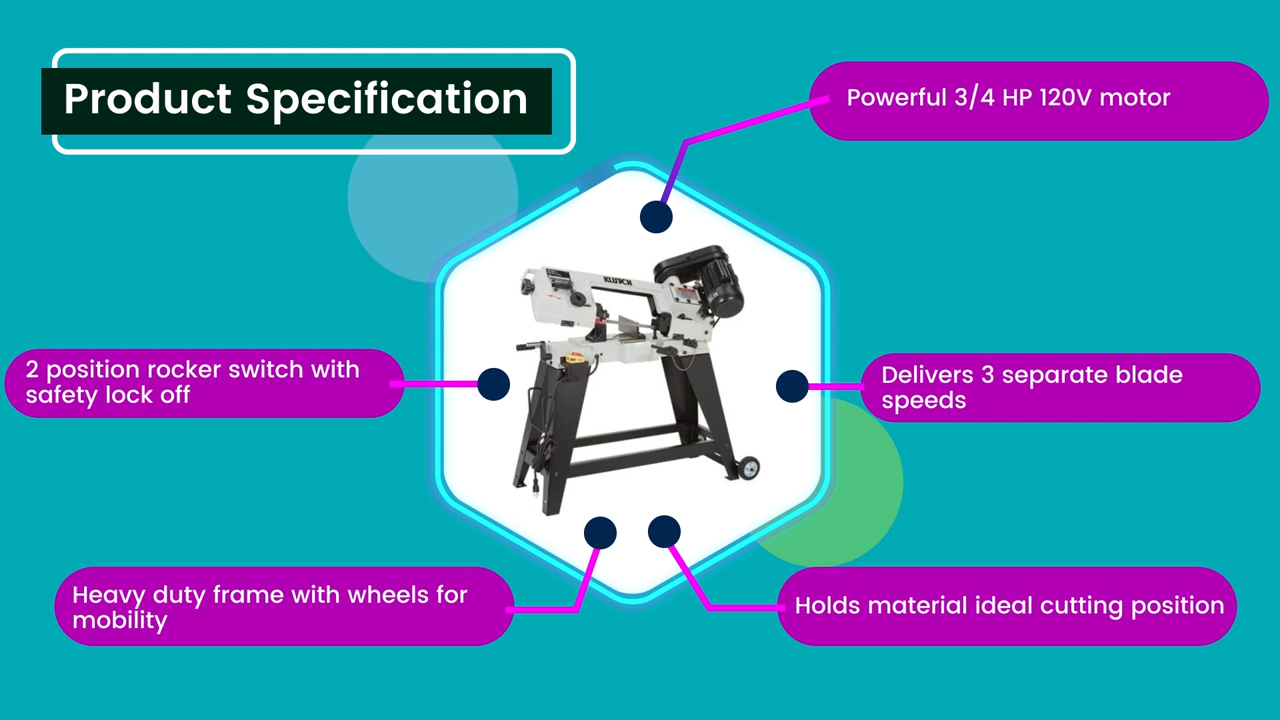 Product Specification
Powerful 3/4 HP 120V motor
KLUTCH
2 position rocker switch with
safety lock off
Delivers 3 separate blade
speeds
Heavy duty frame with wheels for
mobility
Holds material ideal cutting position